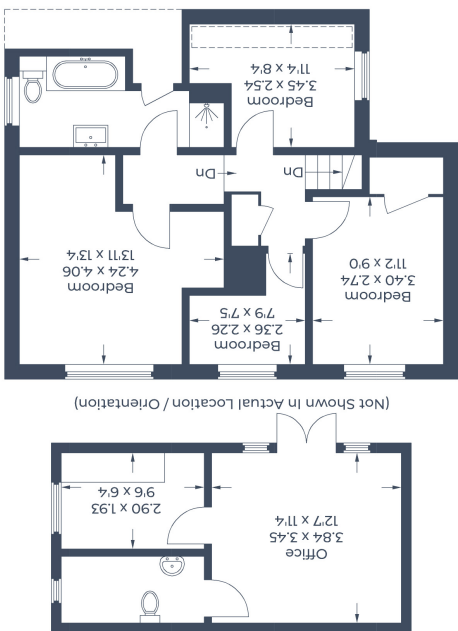 Office
3.84 x 3.45
12'7 x 11'4
2.90 x 1.93
9'6 x 6'4
(Not Shown In Actual Location / Orientation)
Bedroom
2.36 x 2.26
7'9 x 7'5
Bedroom
3.40 x 2.74
11'2 x 9'0
Bedroom
4.24 x 4.06
13'11 x 13'4
Dn
Dn
Bedroom
3.45 x 2.54
11'4 x 8'4